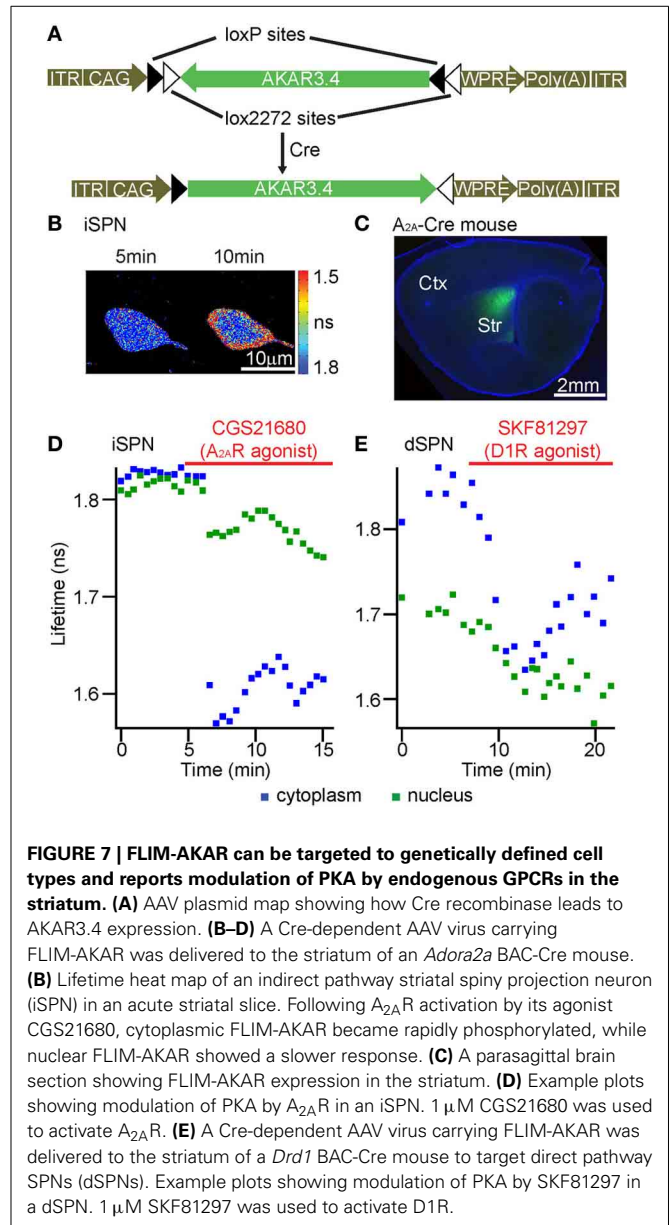 A
loxP sites
ITR CAG AKAR3.4 WPRE Poly(A) ITR
lox2272 sites
Cre
ITR CAG AKAR3.4 WPRE Poly(A) ITR
B iSPN
5min 10min
1.5
ns
1.8
10μm
C A2A-Cre mouse
Ctx
Str
2mm
D iSPN
CGS21680
(A2AR agonist)
Lifetime (ns)
1.8
1.7
1.6
0 5 10 15
Time (min)
E dSPN
SKF81297
(D1R agonist)
1.8
1.7
1.6
0 10 20
Time (min)
cytoplasm nucleus
FIGURE 7 | FLIM-AKAR can be targeted to genetically defined cell
types and reports modulation of PKA by endogenous GPCRs in the
striatum. (A) AAV plasmid map showing how Cre recombinase leads to
AKAR3.4 expression. (B–D) A Cre-dependent AAV virus carrying
FLIM-AKAR was delivered to the striatum of an Adora2a BAC-Cre mouse.
(B) Lifetime heat map of an indirect pathway striatal spiny projection neuron
(iSPN) in an acute striatal slice. Following A2AR activation by its agonist
CGS21680, cytoplasmic FLIM-AKAR became rapidly phosphorylated, while
nuclear FLIM-AKAR showed a slower response. (C) A parasagittal brain
section showing FLIM-AKAR expression in the striatum. (D) Example plots
showing modulation of PKA by A2AR in an iSPN. 1 μM CGS21680 was used
to activate A2AR. (E) A Cre-dependent AAV virus carrying FLIM-AKAR was
delivered to the striatum of a Drd1 BAC-Cre mouse to target direct pathway
SPNs (dSPNs). Example plots showing modulation of PKA by SKF81297 in
a dSPN. 1 μM SKF81297 was used to activate D1R.